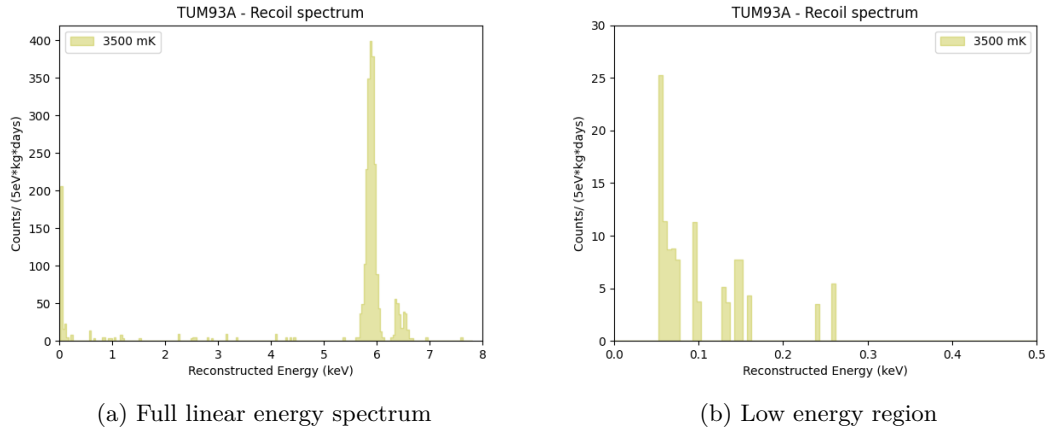 TUM93A - Recoil spectrum
3500 mK
Counts/ (5eV*kg*days)
400
350
300
250
200
150
100
50
0
0 1 2 3 4 5 6 7 8
Reconstructed Energy (keV)
(a) Full linear energy spectrum
TUM93A - Recoil spectrum
3500 mK
Counts/ (5eV*kg*days)
30
25
20
15
10
5
0
0.0 0.1 0.2 0.3 0.4 0.5
Reconstructed Energy (keV)
(b) Low energy region